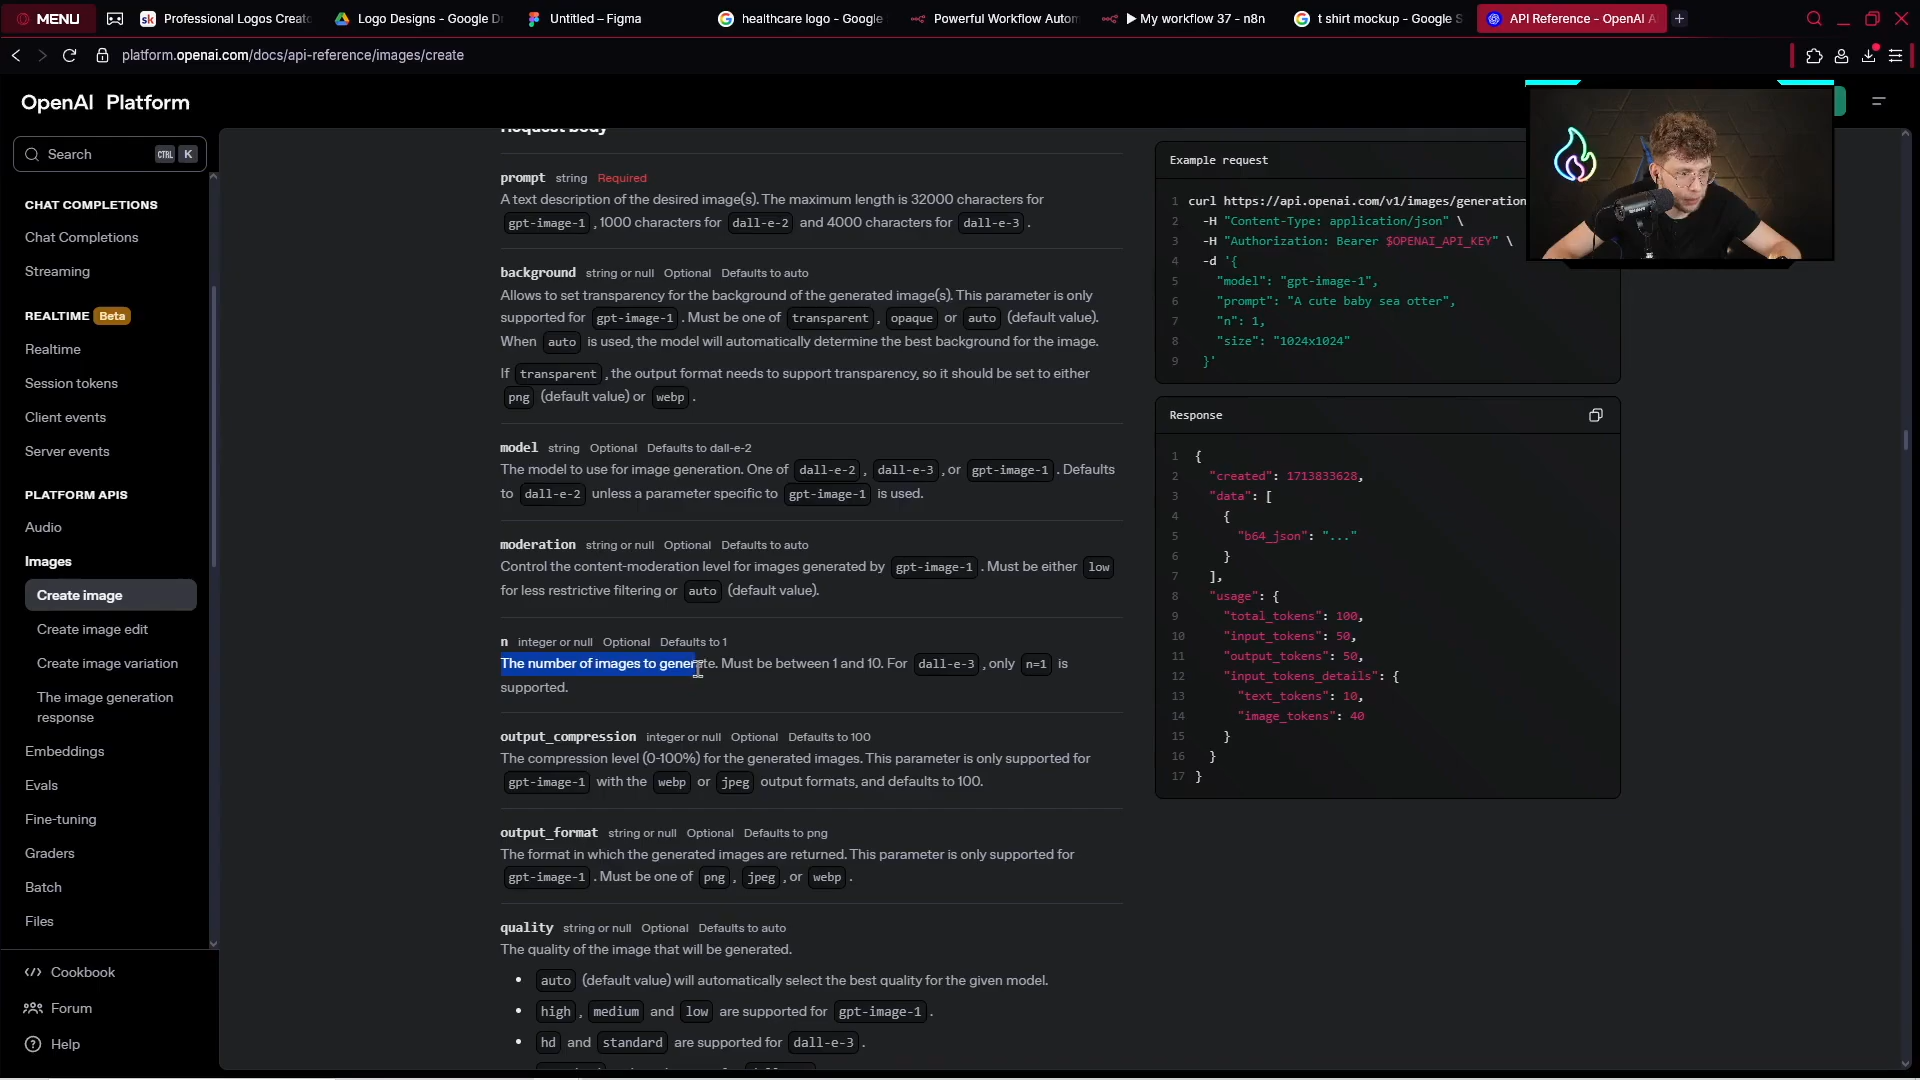 MENU
Professional Logos Creato
Logo Designs - Google D
Untitled – Figma
healthcare logo - Google
Powerful Workflow Autom
▶ My workflow 37 - n8n
t shirt mockup - Google S
API Reference - OpenAI A
platform.openai.com/docs/api-reference/images/create
OpenAI Platform
Search CTRL K
CHAT COMPLETIONS
Chat Completions
Streaming
REALTIME Beta
Realtime
Session tokens
Client events
Server events
PLATFORM APIS
Audio
Images
Create image
Create image edit
Create image variation
The image generation
response
Embeddings
Evals
Fine-tuning
Graders
Batch
Files
Cookbook
Forum
Help
Request body
prompt string Required
A text description of the desired image(s). The maximum length is 32000 characters for
gpt-image-1 , 1000 characters for dall-e-2 and 4000 characters for dall-e-3 .
background string or null Optional Defaults to auto
Allows to set transparency for the background of the generated image(s). This parameter is only
supported for gpt-image-1 . Must be one of transparent , opaque or auto (default value).
When auto is used, the model will automatically determine the best background for the image.
If transparent , the output format needs to support transparency, so it should be set to either
png (default value) or webp .
model string Optional Defaults to dall-e-2
The model to use for image generation. One of dall-e-2 , dall-e-3 , or gpt-image-1 . Defaults
to dall-e-2 unless a parameter specific to gpt-image-1 is used.
moderation string or null Optional Defaults to auto
Control the content-moderation level for images generated by gpt-image-1 . Must be either low
for less restrictive filtering or auto (default value).
n integer or null Optional Defaults to 1
The number of images to generate. Must be between 1 and 10. For dall-e-3 , only n=1 is
supported.
output_compression integer or null Optional Defaults to 100
The compression level (0-100%) for the generated images. This parameter is only supported for
gpt-image-1 with the webp or jpeg output formats, and defaults to 100.
output_format string or null Optional Defaults to png
The format in which the generated images are returned. This parameter is only supported for
gpt-image-1 . Must be one of png , jpeg , or webp .
quality string or null Optional Defaults to auto
The quality of the image that will be generated.
• auto (default value) will automatically select the best quality for the given model.
• high , medium and low are supported for gpt-image-1 .
• hd and standard are supported for dall-e-3 .
Example request
1 curl https://api.openai.com/v1/images/generation
2 -H "Content-Type: application/json" \
3 -H "Authorization: Bearer $OPENAI_API_KEY" \
4 -d '{
5 "model": "gpt-image-1",
6 "prompt": "A cute baby sea otter",
7 "n": 1,
8 "size": "1024x1024"
9 }'
Response
1 {
2 "created": 1713833628,
3 "data": [
4 {
5 "b64_json": "..."
6 }
7 ],
8 "usage": {
9 "total_tokens": 100,
10 "input_tokens": 50,
11 "output_tokens": 50,
12 "input_tokens_details": {
13 "text_tokens": 10,
14 "image_tokens": 40
15 }
16 }
17 }